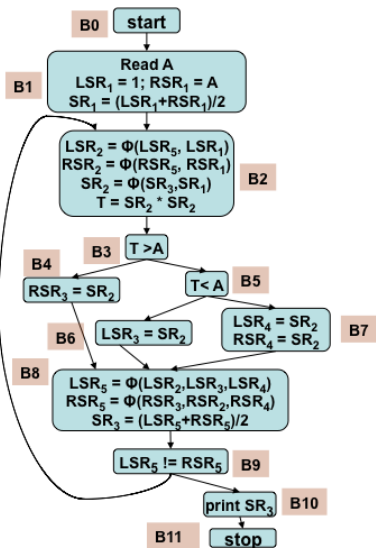 B0
start
B1
Read A
LSR₁ = 1; RSR₁ = A
SR₁ = (LSR₁+RSR₁)/2
LSR₂ = Φ(LSR₅, LSR₁)
RSR₂ = Φ(RSR₅, RSR₁)
SR₂ = Φ(SR₃,SR₁)
T = SR₂ * SR₂
B2
B3
T >A
B4
RSR₃ = SR₂
B5
T< A
B6
LSR₃ = SR₂
LSR₄ = SR₂
RSR₄ = SR₂
B7
B8
LSR₅ = Φ(LSR₂,LSR₃,LSR₄)
RSR₅ = Φ(RSR₃,RSR₂,RSR₄)
SR₃ = (LSR₅+RSR₅)/2
LSR₅ != RSR₅
B9
print SR₃
B10
B11
stop